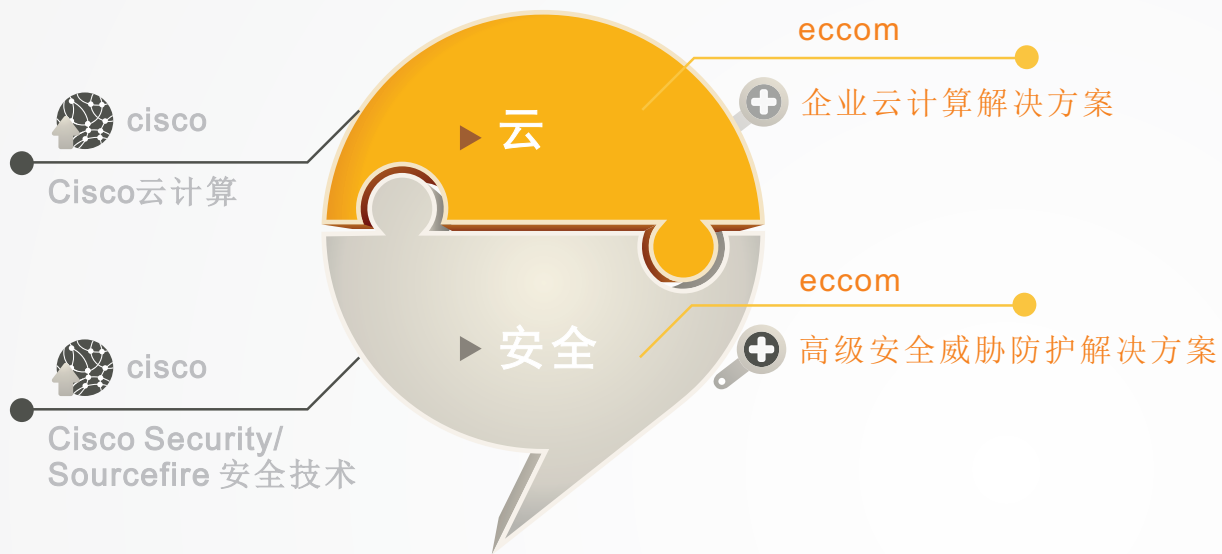 eccom
企业云计算解决方案
云
cisco
Cisco云计算
eccom
高级安全威胁防护解决方案
安全
cisco
Cisco Security/
Sourcefire 安全技术